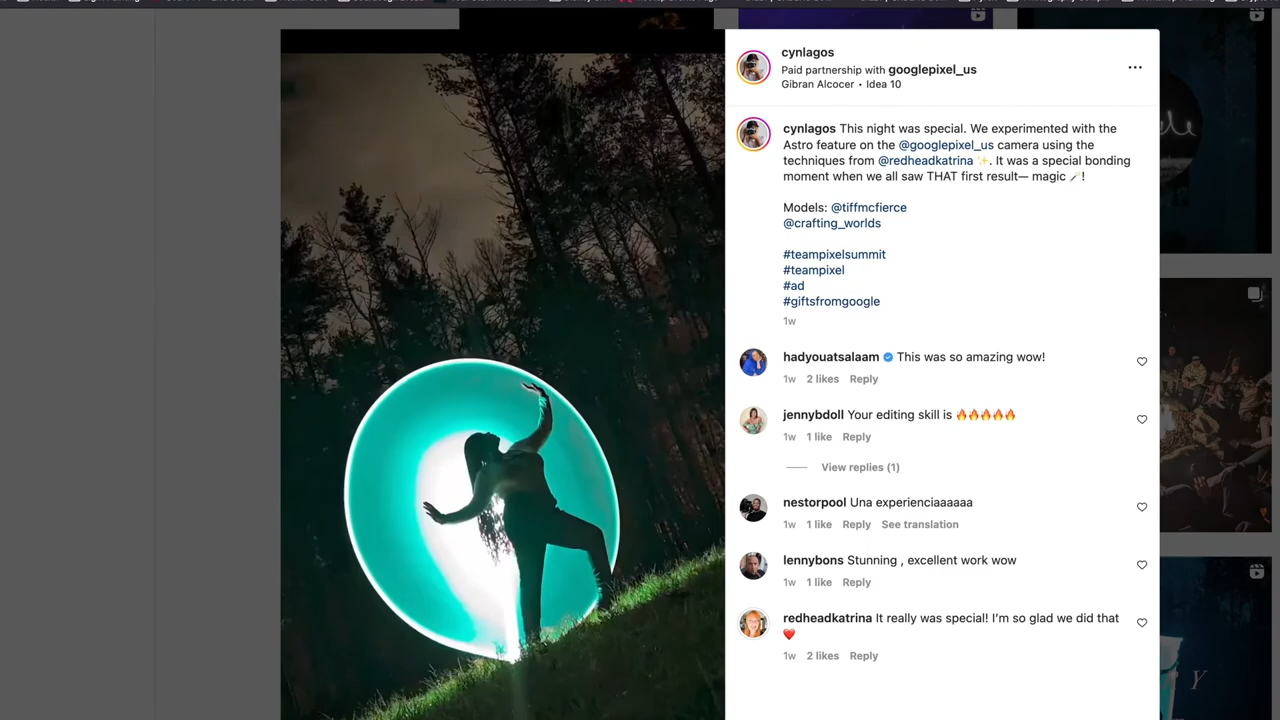 cynlagos
Paid partnership with googlepixel_us
Gibran Alcocer • Idea 10
cynlagos This night was special. We experimented with the
Astro feature on the @googlepixel_us camera using the
techniques from @redheadkatrina ✨. It was a special bonding
moment when we all saw THAT first result— magic 🪄!
Models: @tiffmcfierce
@crafting_worlds
#teampixelsummit
#teampixel
#ad
#giftsfromgoogle
1w
hadyouatsalaam This was so amazing wow!
1w 2 likes Reply
jennybdoll Your editing skill is 🔥🔥🔥🔥🔥
1w 1 like Reply
View replies (1)
nestorpool Una experienciaaaaaa
1w 1 like Reply See translation
lennybons Stunning , excellent work wow
1w 1 like Reply
redheadkatrina It really was special! I'm so glad we did that
❤️
1w 2 likes Reply
Y